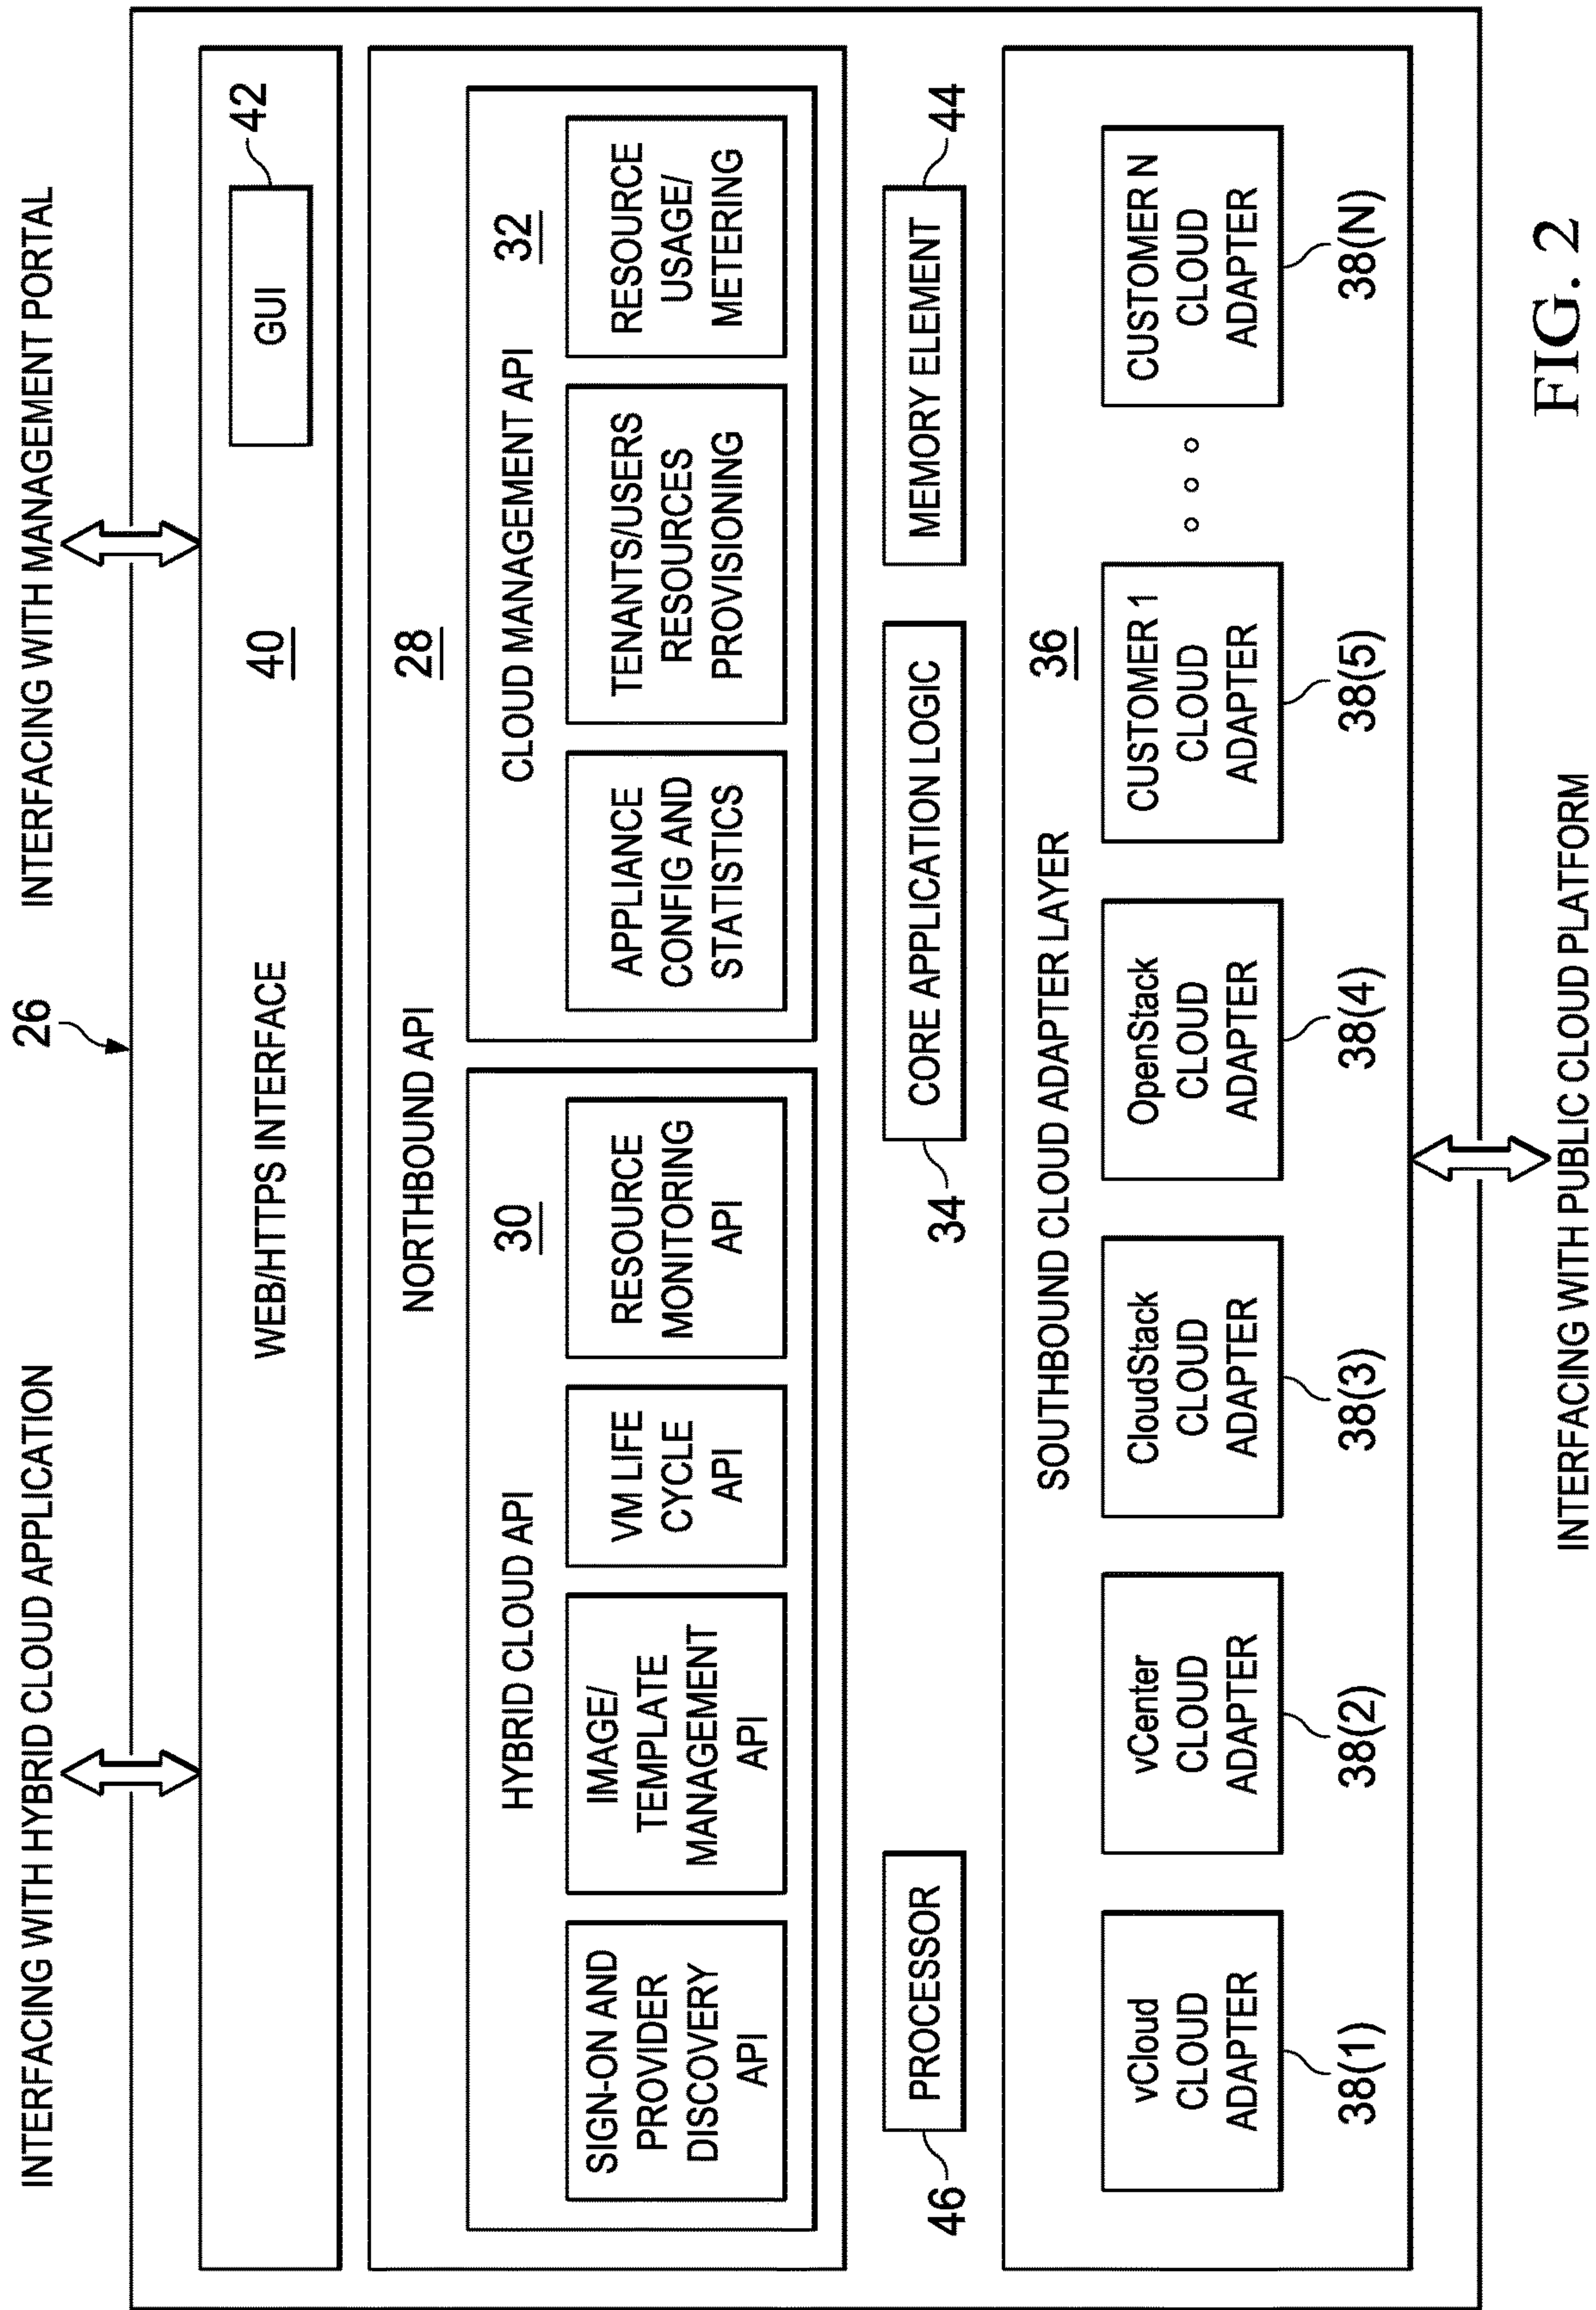 INTERFACING WITH HYBRID CLOUD APPLICATION
INTERFACING WITH MANAGEMENT PORTAL
26
WEB/HTTPS INTERFACE
40
GUI
42
NORTHBOUND API
28
HYBRID CLOUD API
30
SIGN-ON AND
PROVIDER
DISCOVERY
API
IMAGE/
TEMPLATE
MANAGEMENT
API
VM LIFE
CYCLE
API
RESOURCE
MONITORING
API
CLOUD MANAGEMENT API
32
APPLIANCE
CONFIG AND
STATISTICS
TENANTS/USERS
RESOURCES
PROVISIONING
RESOURCE
USAGE/
METERING
46
PROCESSOR
34
CORE APPLICATION LOGIC
MEMORY ELEMENT
44
SOUTHBOUND CLOUD ADAPTER LAYER
36
vCloud
CLOUD
ADAPTER
38(1)
vCenter
CLOUD
ADAPTER
38(2)
CloudStack
CLOUD
ADAPTER
38(3)
OpenStack
CLOUD
ADAPTER
38(4)
CUSTOMER 1
CLOUD
ADAPTER
38(5)
CUSTOMER N
CLOUD
ADAPTER
38(N)
INTERFACING WITH PUBLIC CLOUD PLATFORM
FIG. 2